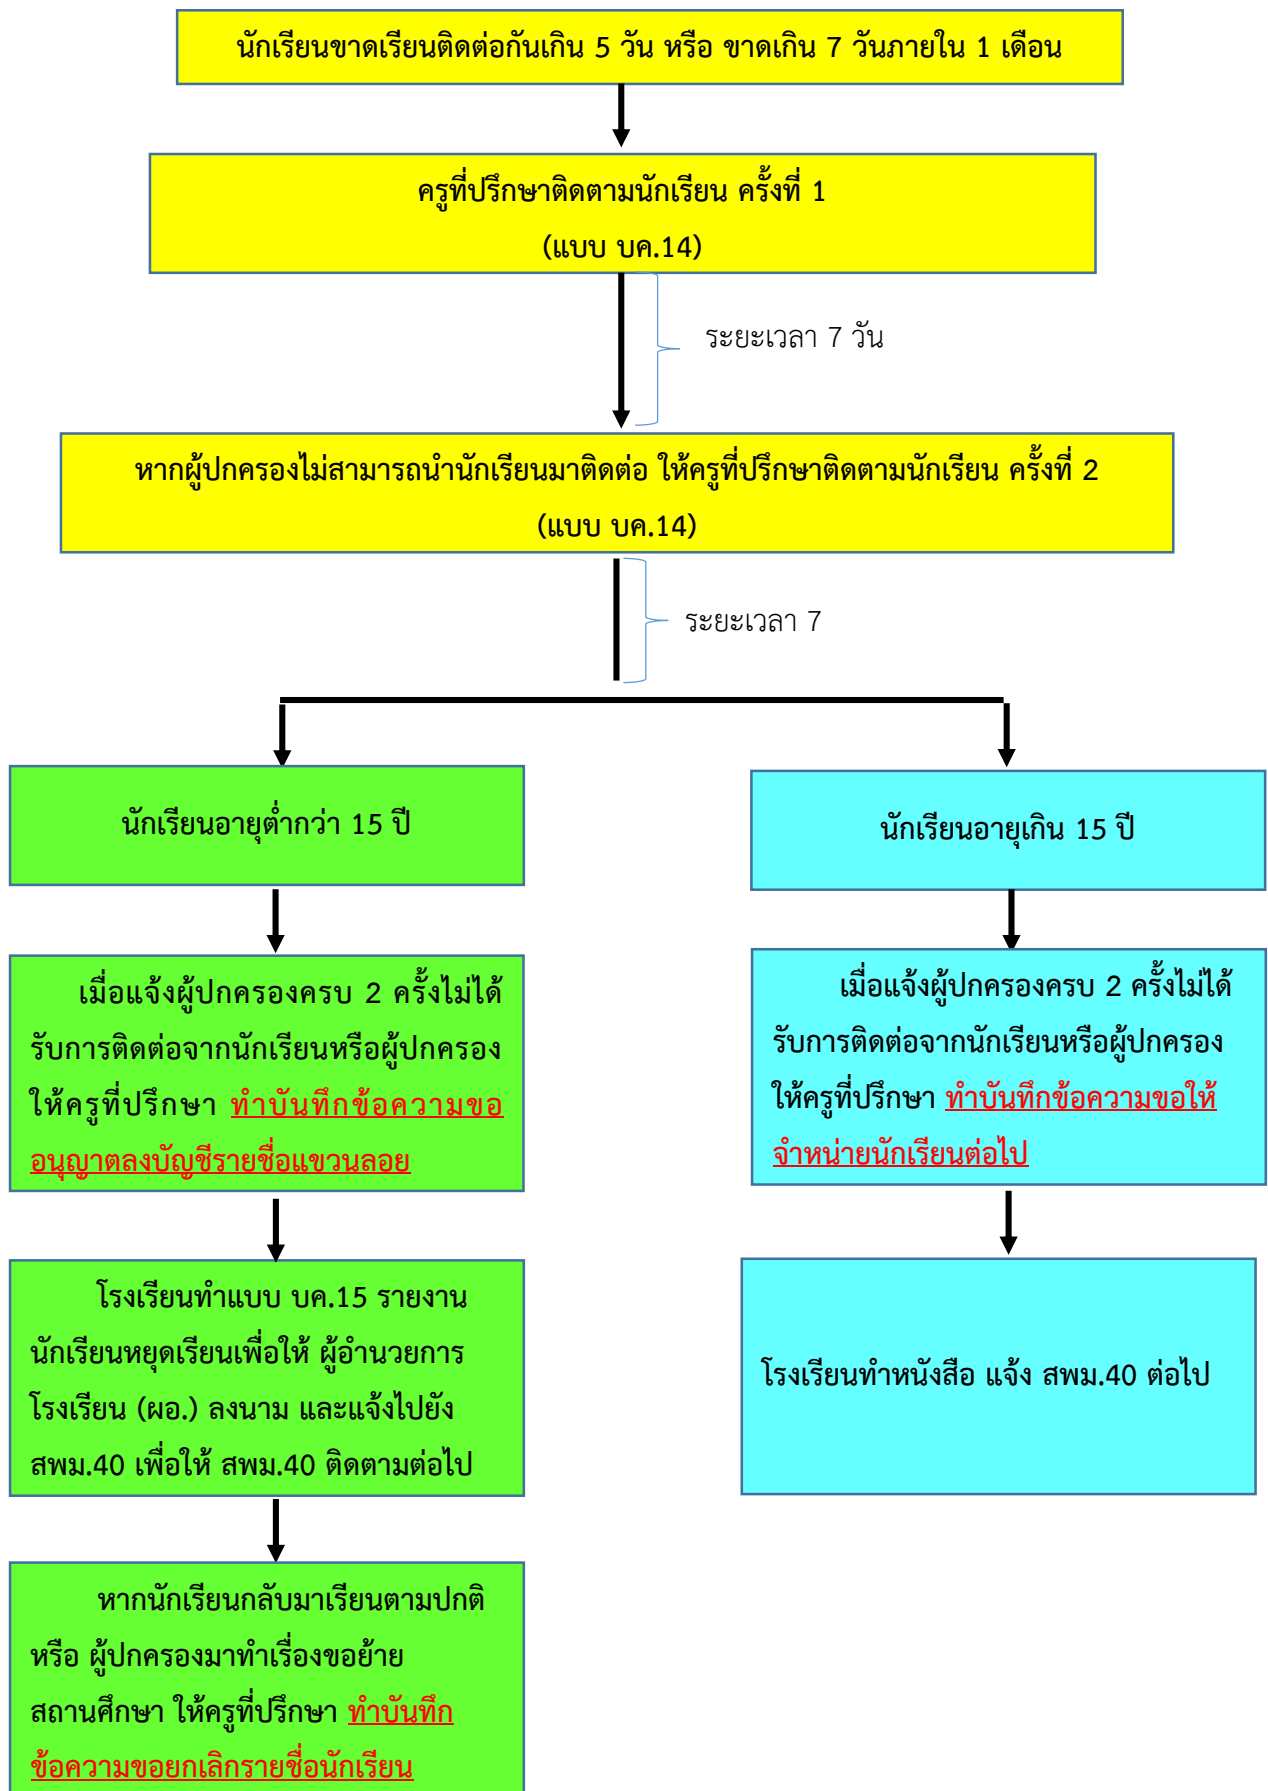 นักเรียนขาดเรียนติดต่อกันเกิน 5 วัน หรือ ขาดเกิน 7 วันภายใน 1 เดือน
ครูที่ปรึกษาติดตามนักเรียน ครั้งที่ 1
(แบบ บค.14)
ระยะเวลา 7 วัน
หากผู้ปกครองไม่สามารถนำนักเรียนมาติดต่อ ให้ครูที่ปรึกษาติดตามนักเรียน ครั้งที่ 2
(แบบ บค.14)
ระยะเวลา 7
นักเรียนอายุต่ำกว่า 15 ปี
เมื่อแจ้งผู้ปกครองครบ 2 ครั้งไม่ได้
รับการติดต่อจากนักเรียนหรือผู้ปกครอง
ให้ครูที่ปรึกษา ทำบันทึกข้อความขอ
อนุญาตลงบัญชีรายชื่อแขวนลอย
โรงเรียนทำแบบ บค.15 รายงาน
นักเรียนหยุดเรียนเพื่อให้ ผู้อำนวยการ
โรงเรียน (ผอ.) ลงนาม และแจ้งไปยัง
สพม.40 เพื่อให้ สพม.40 ติดตามต่อไป
หากนักเรียนกลับมาเรียนตามปกติ
หรือ ผู้ปกครองมาทำเรื่องขอย้าย
สถานศึกษา ให้ครูที่ปรึกษา ทำบันทึก
ข้อความขอยกเลิกรายชื่อนักเรียน
นักเรียนอายุเกิน 15 ปี
เมื่อแจ้งผู้ปกครองครบ 2 ครั้งไม่ได้
รับการติดต่อจากนักเรียนหรือผู้ปกครอง
ให้ครูที่ปรึกษา ทำบันทึกข้อความขอให้
จำหน่ายนักเรียนต่อไป
โรงเรียนทำหนังสือ แจ้ง สพม.40 ต่อไป